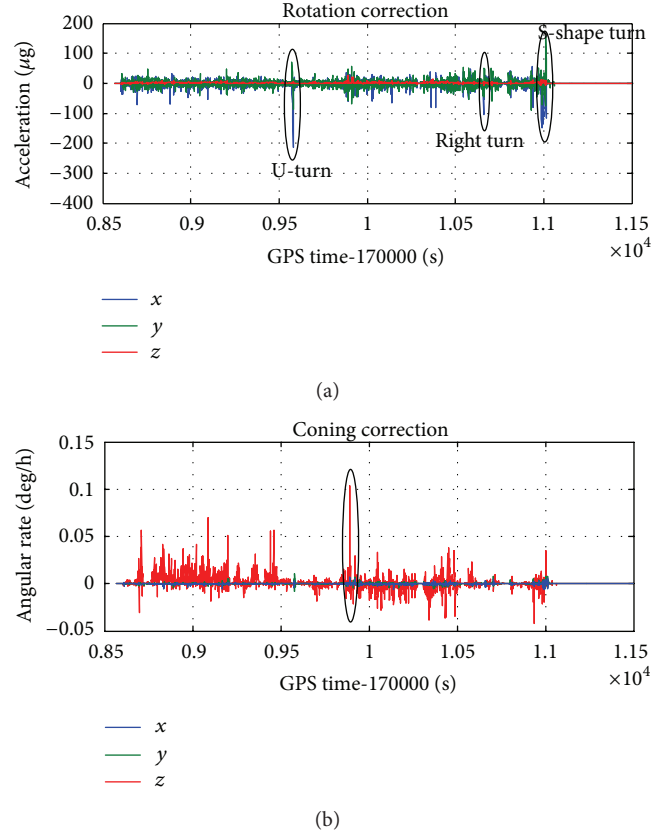 Rotation correction
S-shape turn
200
100
0
−100
−200
−300
−400
Acceleration (μg)
U-turn
Right turn
0.85 0.9 0.95 1 1.05 1.1 1.15
×10⁴
GPS time-170000 (s)
x
y
z
(a)
Coning correction
0.15
0.1
0.05
0
−0.05
Angular rate (deg/h)
0.85 0.9 0.95 1 1.05 1.1 1.15
×10⁴
GPS time-170000 (s)
x
y
z
(b)